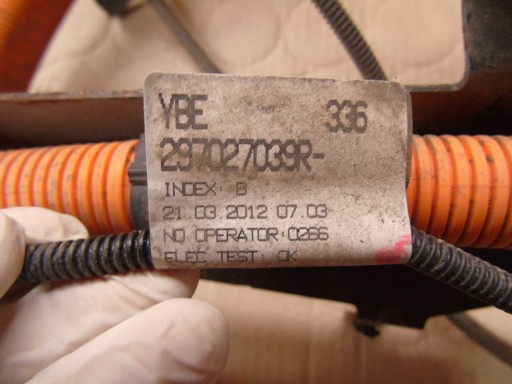 YBE 336
297027039R-
INDEX: B
21.03.2012 07.03
NO OPERATOR:0266
ELEC TEST: OK